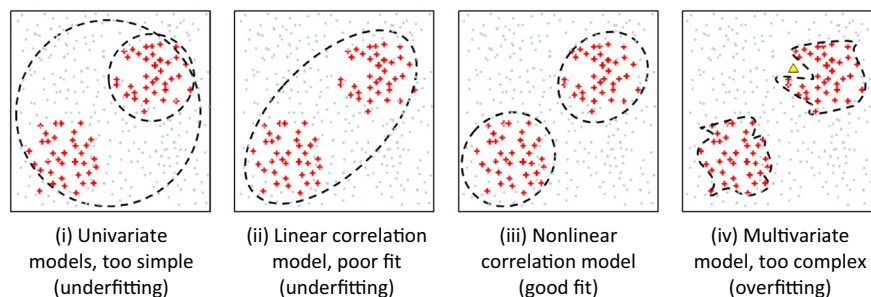 (i) Univariate
models, too simple
(underfitting)
(ii) Linear correlation
model, poor fit
(underfitting)
(iii) Nonlinear
correlation model
(good fit)
(iv) Multivariate
model, too complex
(overfitting)